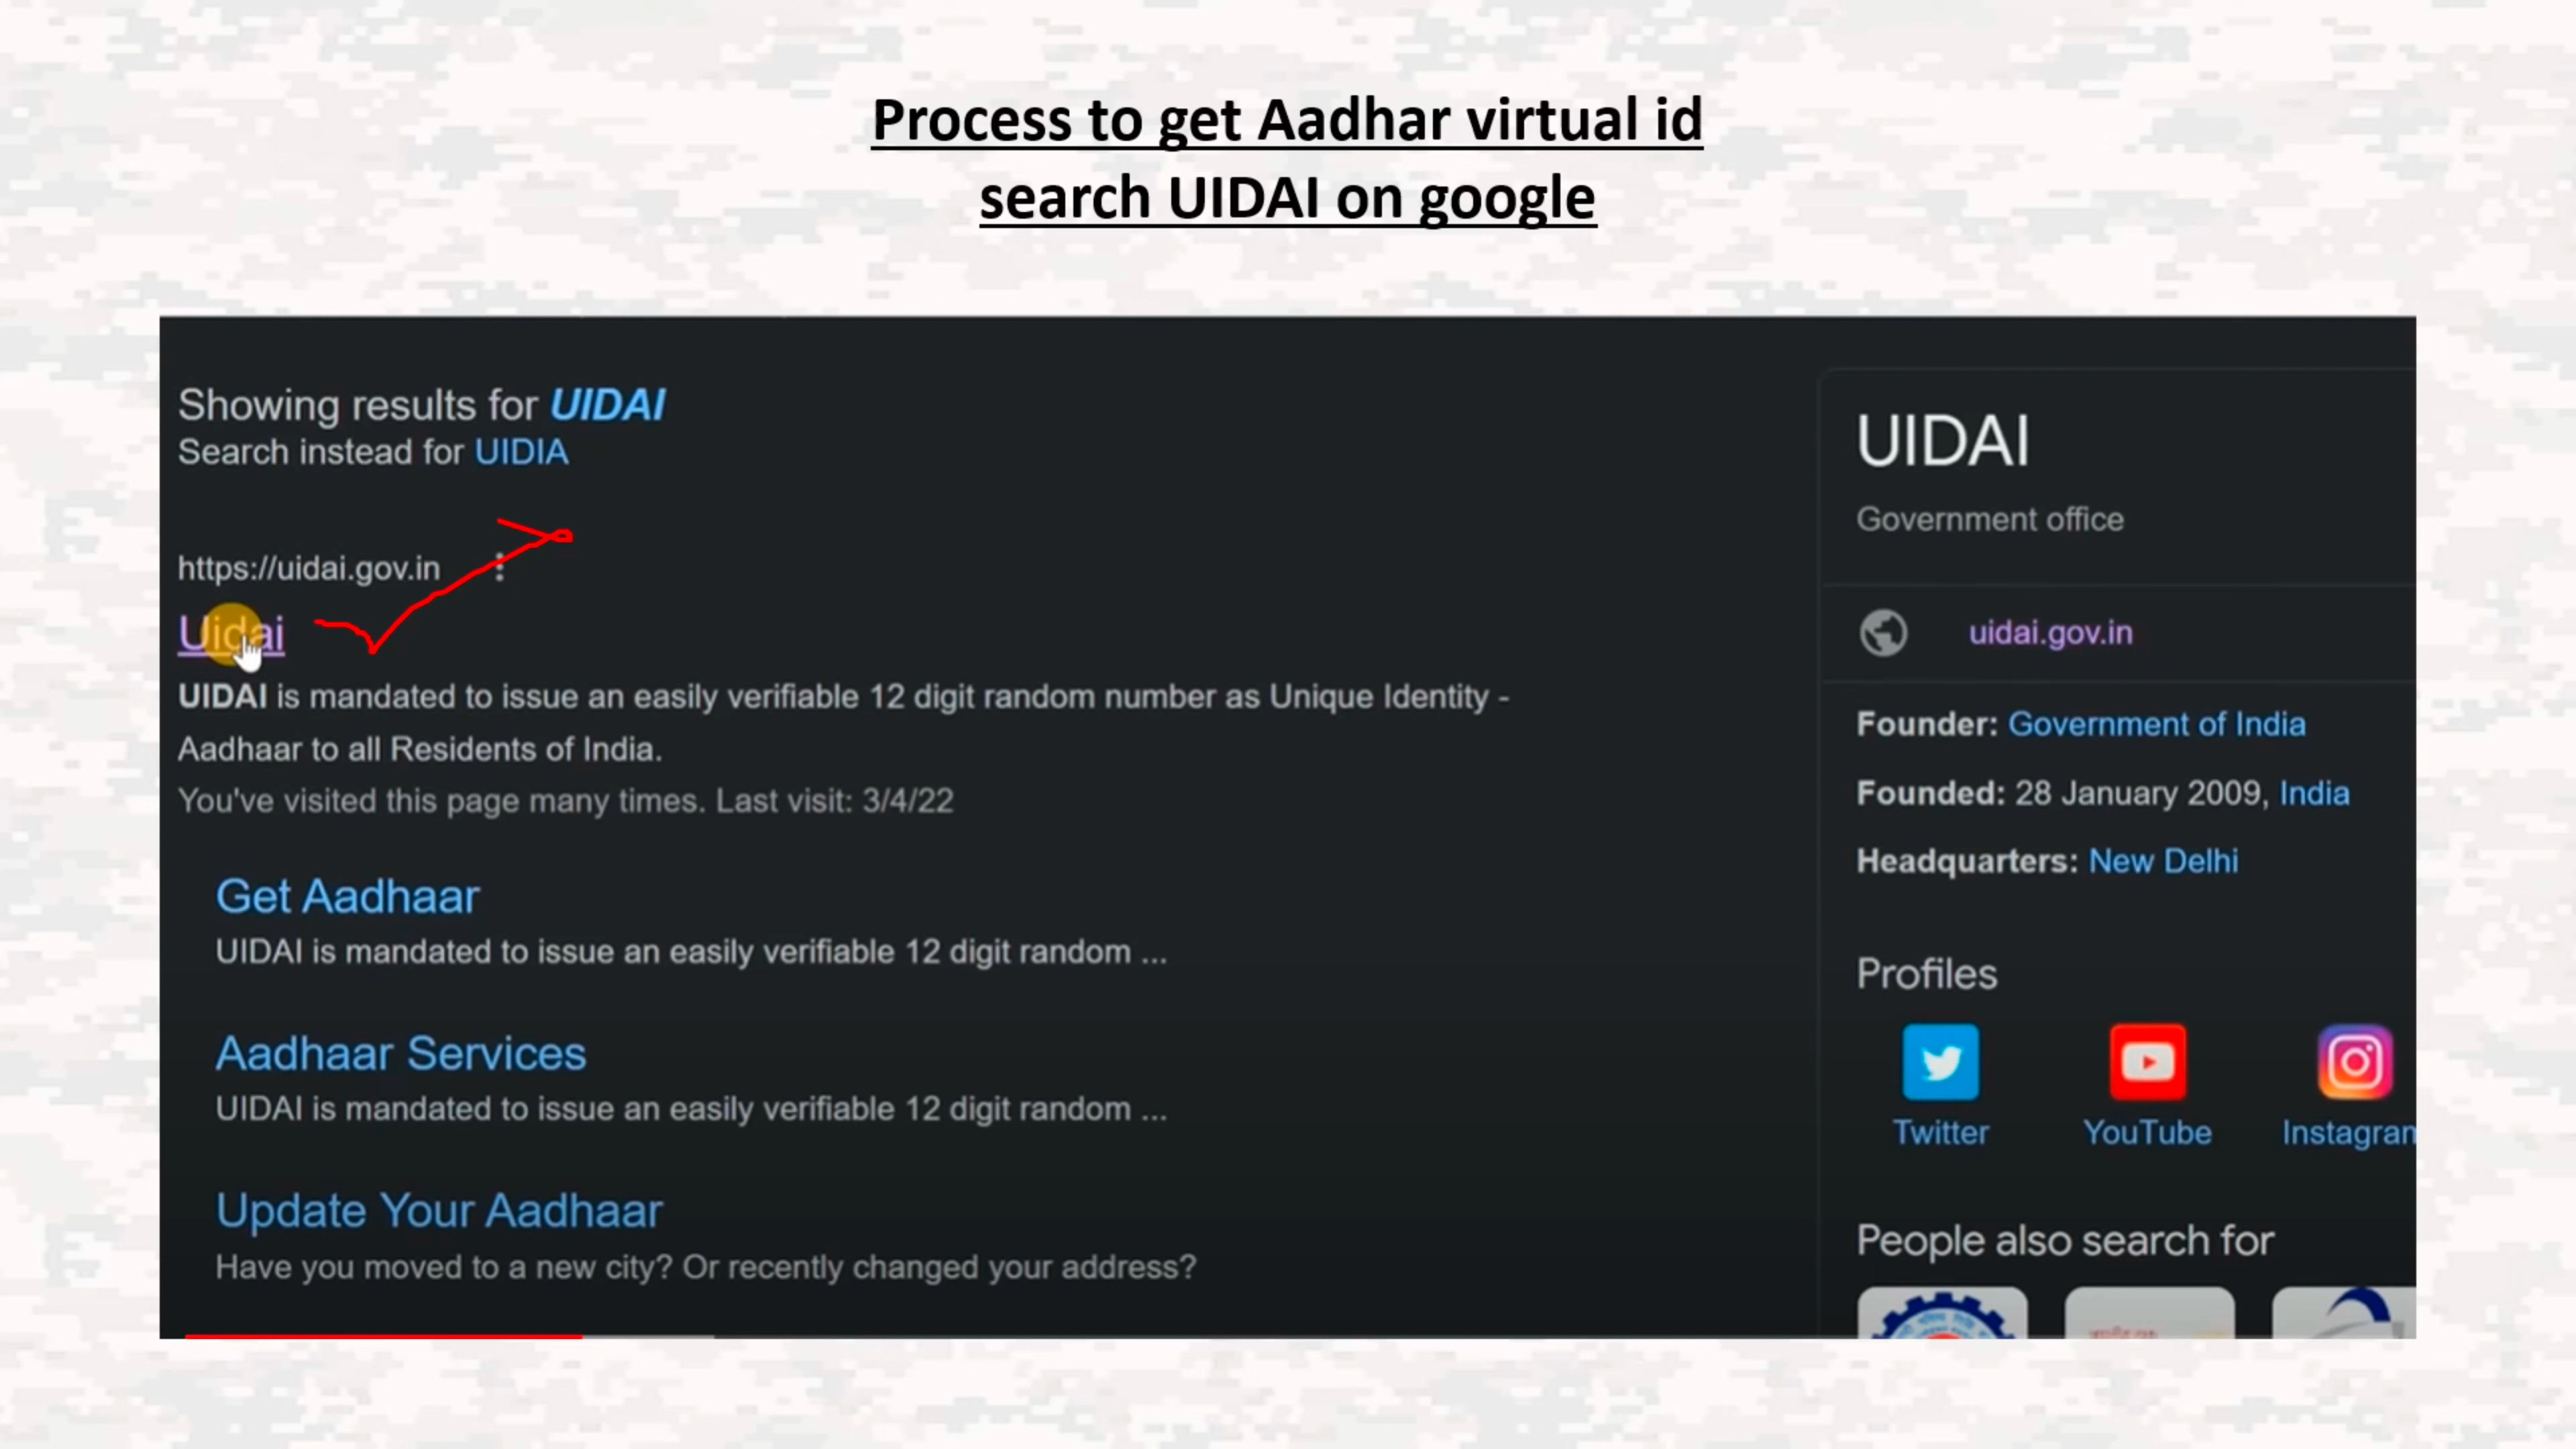 Process to get Aadhar virtual id
search UIDAI on google
Showing results for UIDAI
Search instead for UIDIA
https://uidai.gov.in
Uidai
UIDAI is mandated to issue an easily verifiable 12 digit random number as Unique Identity -
Aadhaar to all Residents of India.
You've visited this page many times. Last visit: 3/4/22
Get Aadhaar
UIDAI is mandated to issue an easily verifiable 12 digit random ...
Aadhaar Services
UIDAI is mandated to issue an easily verifiable 12 digit random ...
Update Your Aadhaar
Have you moved to a new city? Or recently changed your address?
UIDAI
Government office
uidai.gov.in
Founder: Government of India
Founded: 28 January 2009, India
Headquarters: New Delhi
Profiles
Twitter YouTube Instagram
People also search for